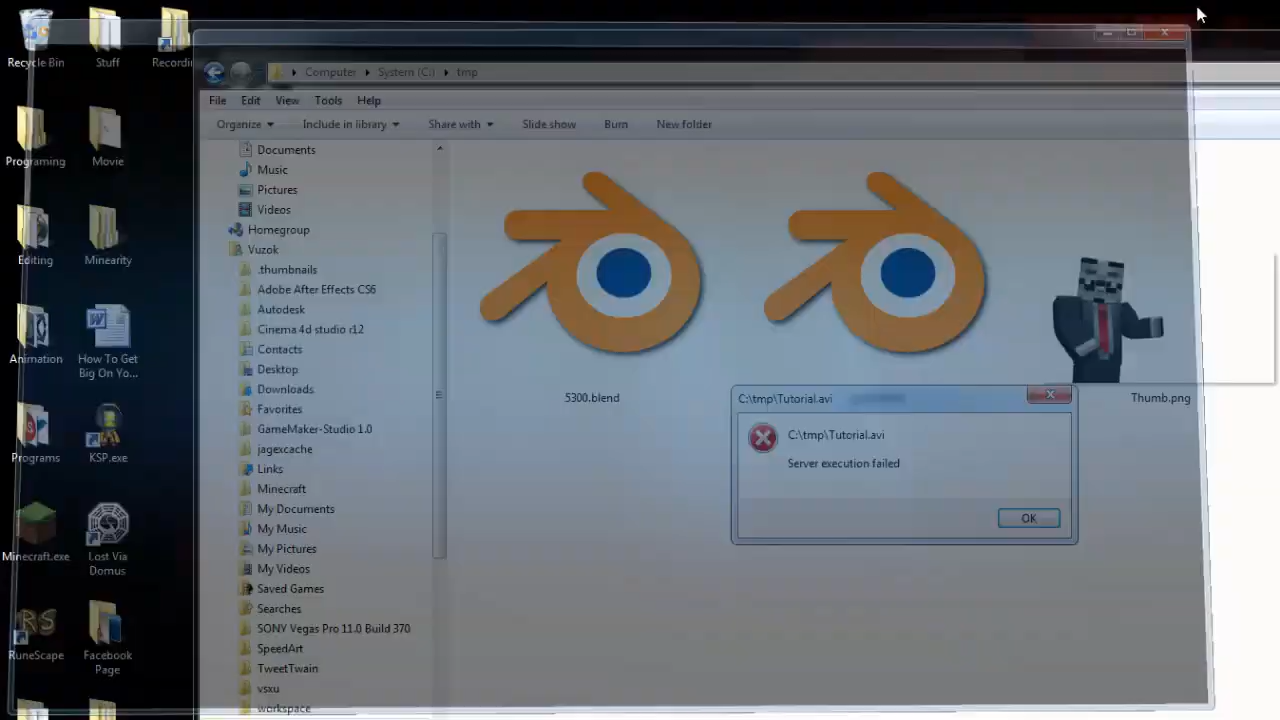 Recycle Bin
Stuff
Recordin
Programing
Movie
Editing
Minearity
Animation
How To Get
Big On Yo...
Programs
KSP.exe
Minecraft.exe
Lost Via
Domus
RuneScape
Facebook
Page
Computer
System (C:)
tmp
File
Edit
View
Tools
Help
Organize
Include in library
Share with
Slide show
Burn
New folder
Documents
Music
Pictures
Videos
Homegroup
Vuzok
.thumbnails
Adobe After Effects CS6
Autodesk
Cinema 4d studio r12
Contacts
Desktop
Downloads
Favorites
GameMaker-Studio 1.0
jagexcache
Links
Minecraft
My Documents
My Music
My Pictures
My Videos
Saved Games
Searches
SONY Vegas Pro 11.0 Build 370
SpeedArt
TweetTwain
vsxu
workspace
5300.blend
Thumb.png
C:\tmp\Tutorial.avi
C:\tmp\Tutorial.avi
Server execution failed
OK